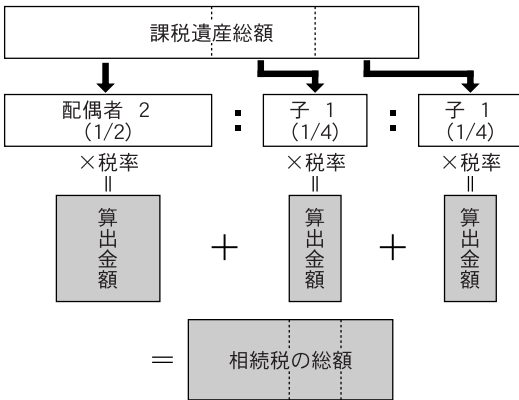 課税遺産総額
配偶者 2 : 子 1 : 子 1
(1/2) (1/4) (1/4)
×税率 ×税率 ×税率
= = =
算出金額 + 算出金額 + 算出金額
= 相続税の総額